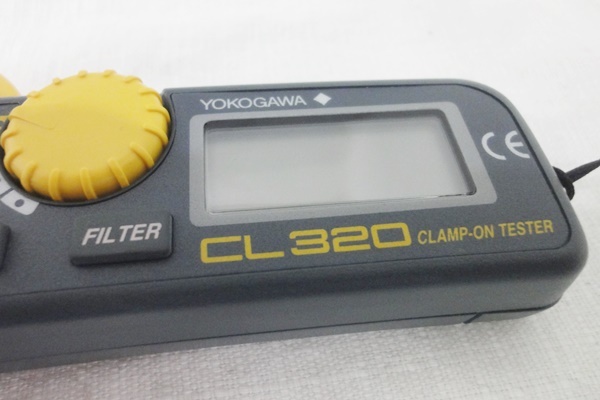 YOKOGAWA
CE
FILTER
CL320 CLAMP-ON TESTER